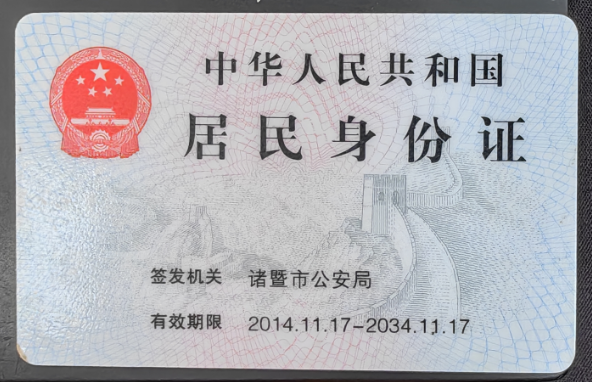 中华人民共和国
居民身份证
签发机关 诸暨市公安局
有效期限 2014.11.17-2034.11.17